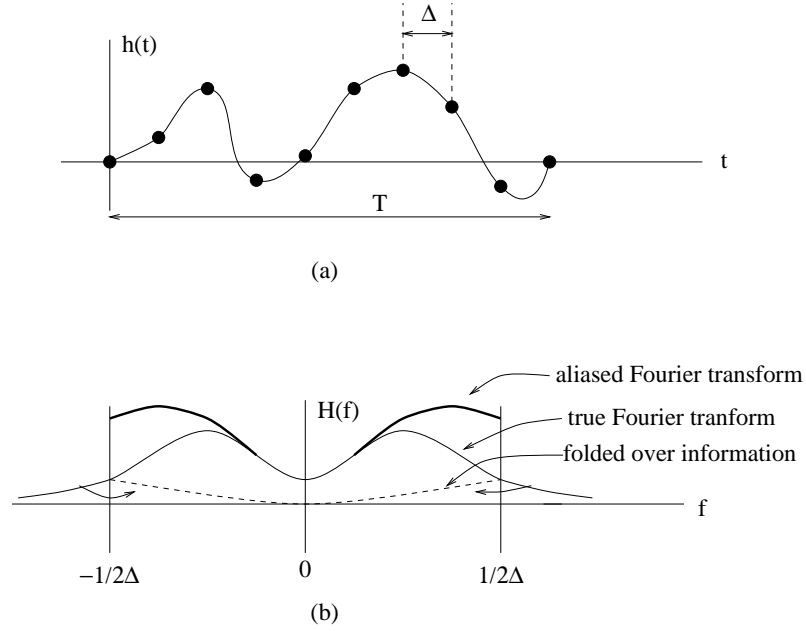 Δ
h(t)
t
T
(a)
aliased Fourier transform
H(f)
true Fourier tranform
folded over information
f
−1/2Δ
0
1/2Δ
(b)